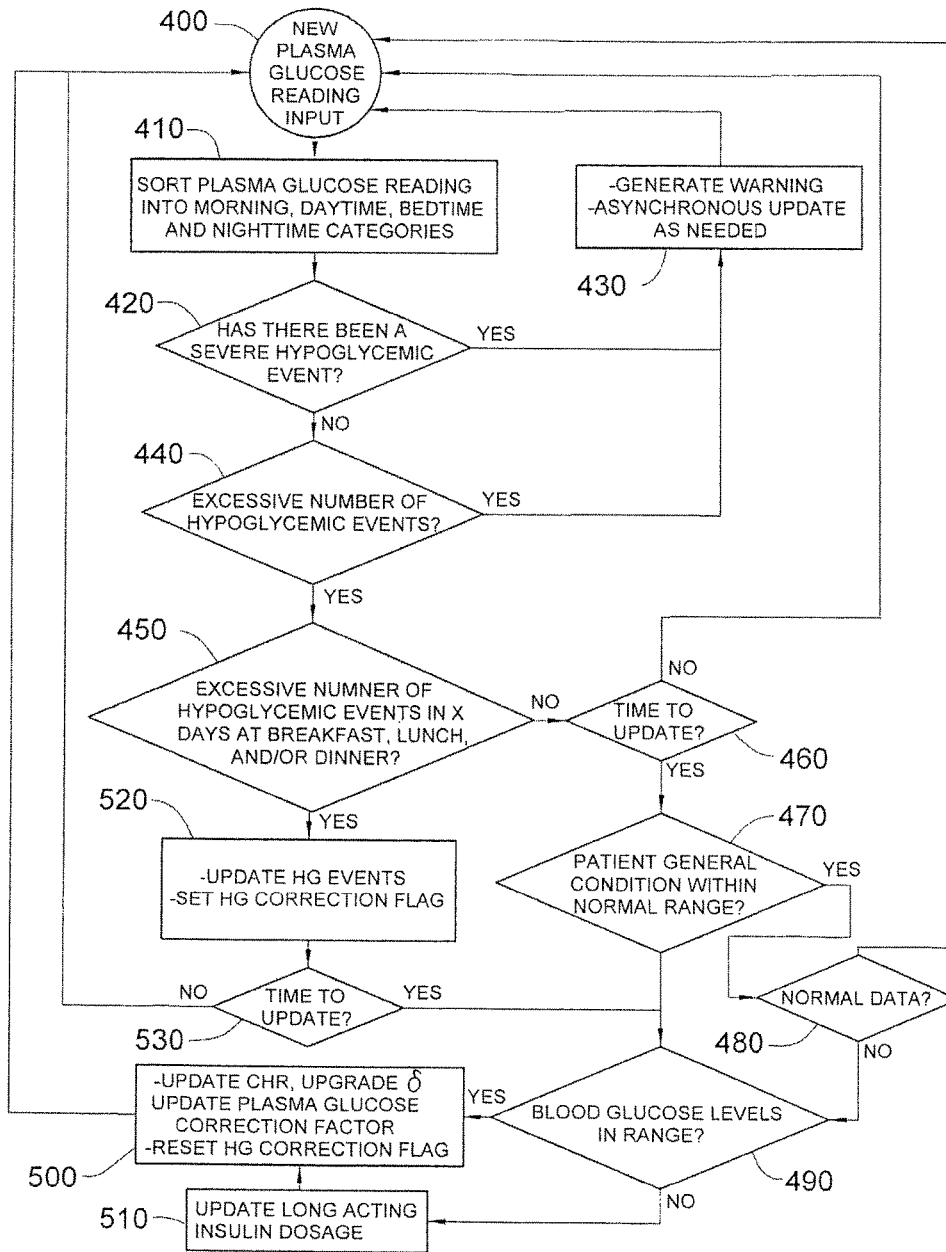 400
NEW
PLASMA
GLUCOSE
READING
INPUT
410
SORT PLASMA GLUCOSE READING
INTO MORNING, DAYTIME, BEDTIME
AND NIGHTTIME CATEGORIES
-GENERATE WARNING
-ASYNCHRONOUS UPDATE
AS NEEDED
430
420
HAS THERE BEEN A
SEVERE HYPOGLYCEMIC
EVENT?
YES
NO
440
EXCESSIVE NUMBER OF
HYPOGLYCEMIC EVENTS?
YES
YES
450
EXCESSIVE NUMNER OF
HYPOGLYCEMIC EVENTS IN X
DAYS AT BREAKFAST, LUNCH,
AND/OR DINNER?
NO
NO
TIME TO
UPDATE?
460
YES
YES
520
-UPDATE HG EVENTS
-SET HG CORRECTION FLAG
470
PATIENT GENERAL
CONDITION WITHIN
NORMAL RANGE?
YES
NO
TIME TO
UPDATE?
YES
530
NORMAL DATA?
480
NO
-UPDATE CHR, UPGRADE δ
UPDATE PLASMA GLUCOSE
CORRECTION FACTOR
-RESET HG CORRECTION FLAG
500
YES
BLOOD GLUCOSE LEVELS
IN RANGE?
490
NO
510
UPDATE LONG ACTING
INSULIN DOSAGE